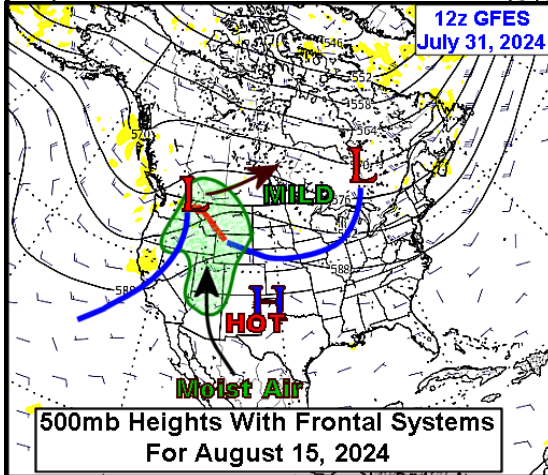 12z GFES
July 31, 2024
546
552
558
564
576
588
L
L
MILD
H
HOT
Moist Air
500mb Heights With Frontal Systems
For August 15, 2024